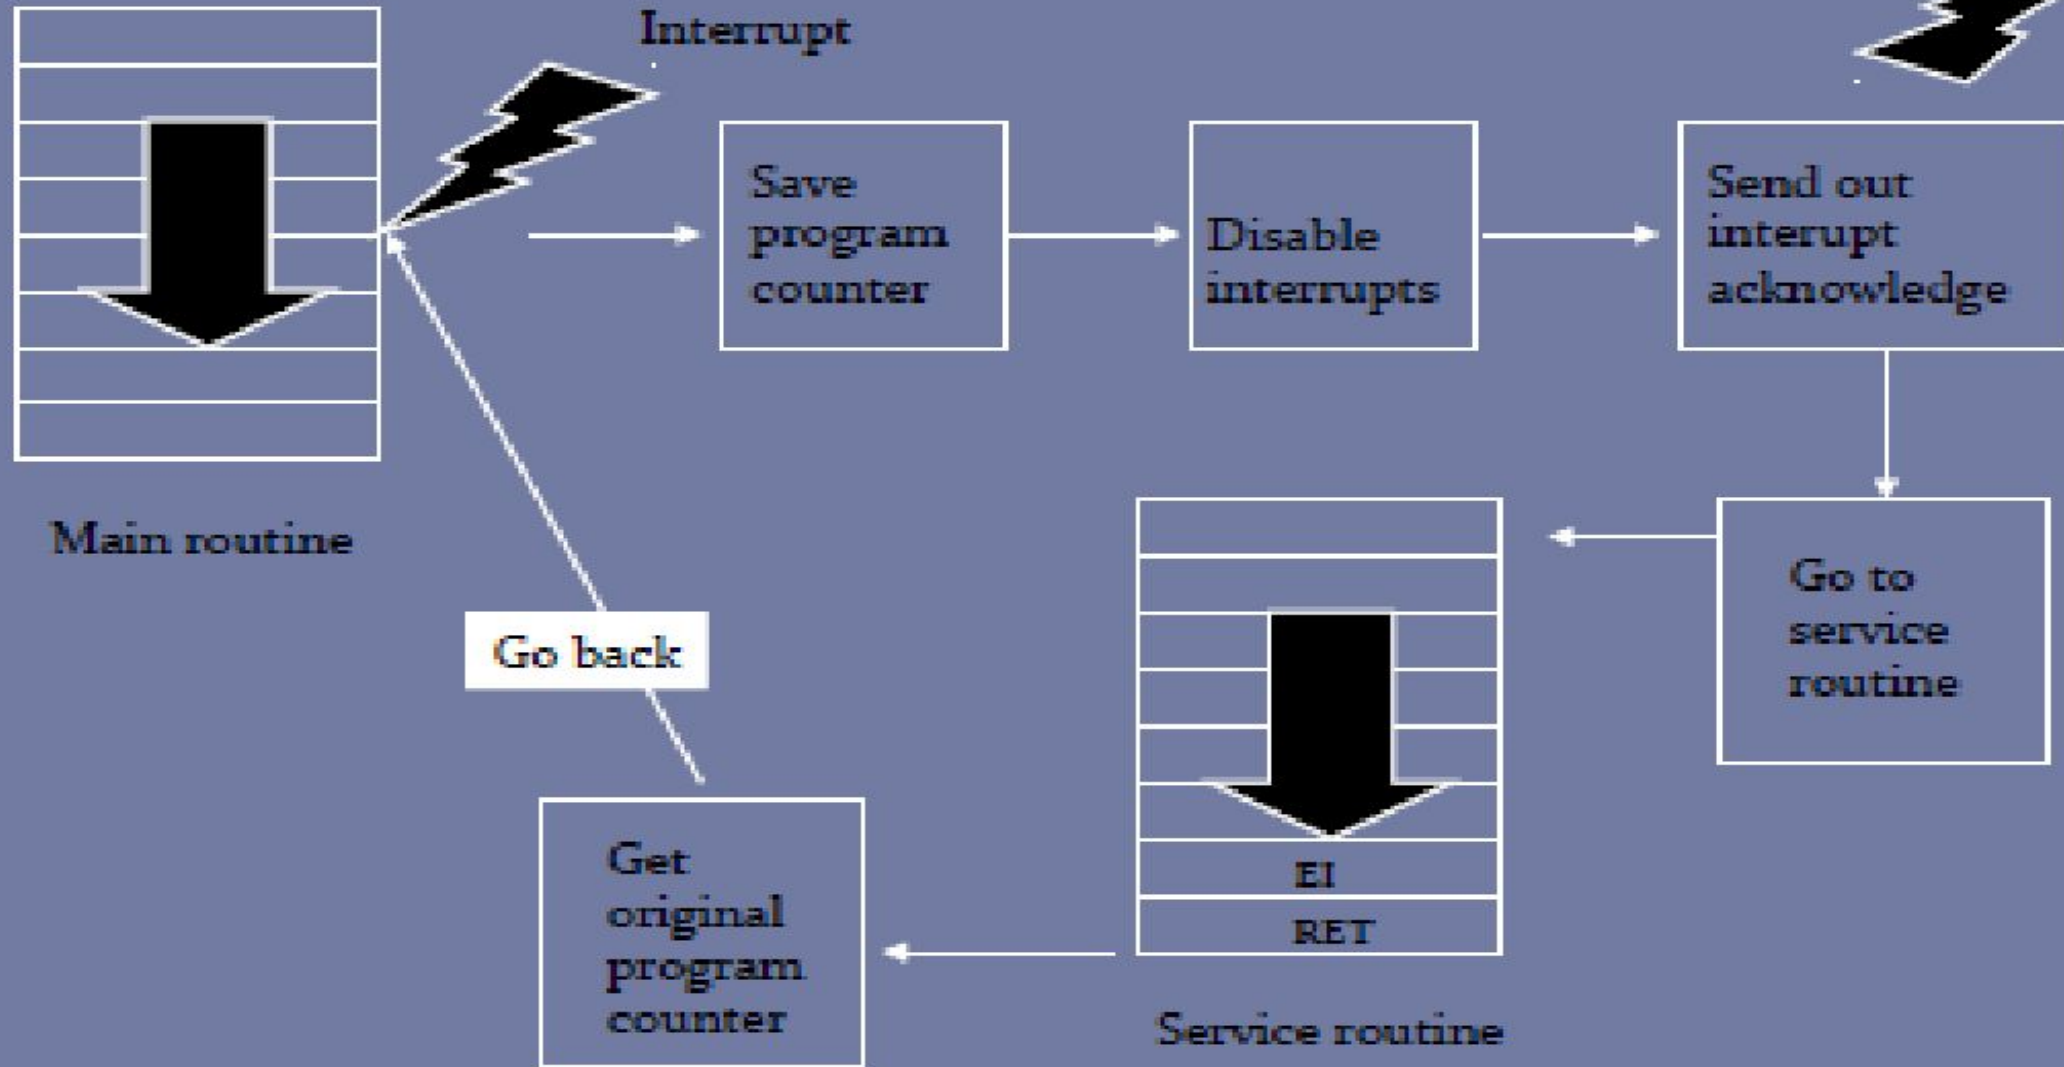 Interrupt
Save
program
counter
Disable
interrupts
Send out
interupt
acknowledge
Main routine
Go to
service
routine
Go back
EI
RET
Get
original
program
counter
Service routine